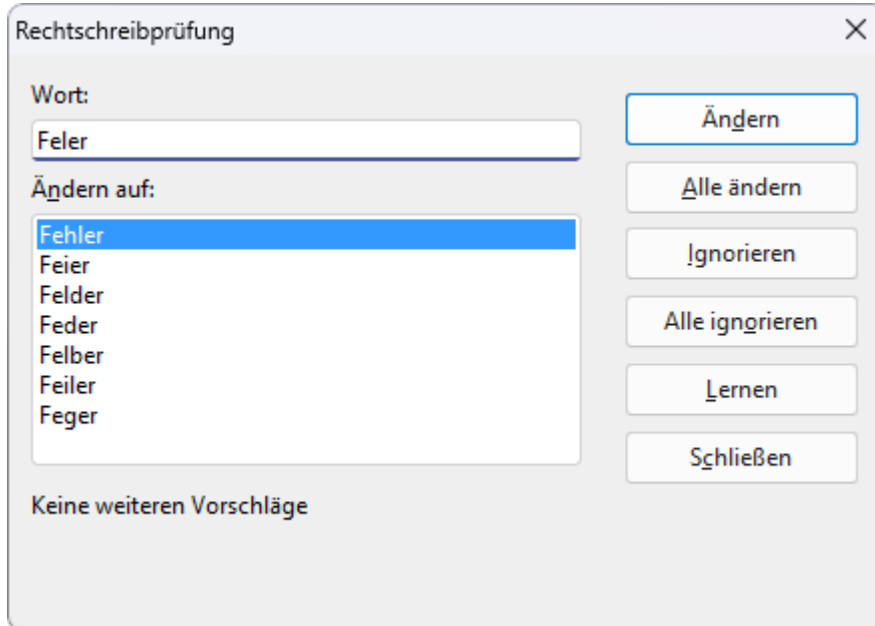 Rechtschreibprüfung
Wort:
Feler
Ändern auf:
Fehler
Feier
Felder
Feder
Felber
Feiler
Feger
Keine weiteren Vorschläge
Ändern
Alle ändern
Ignorieren
Alle ignorieren
Lernen
Schließen